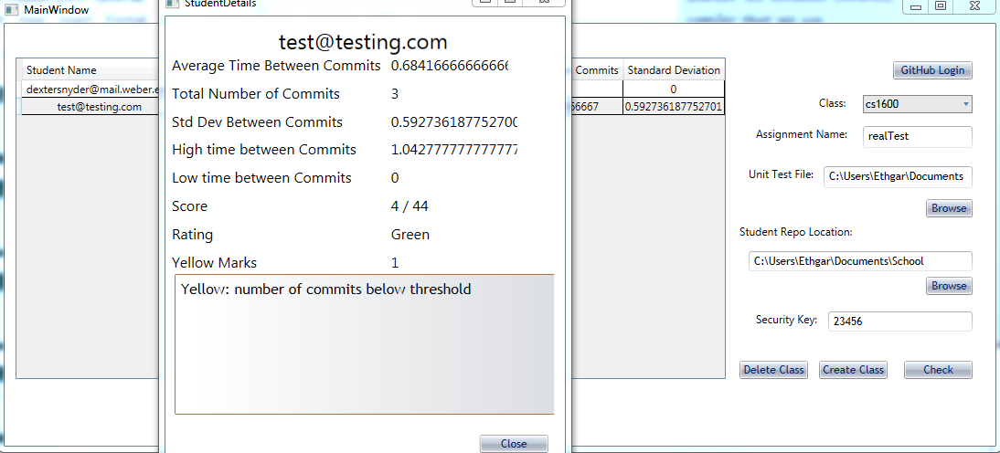 StudentDetails
MainWindow
test@testing.com
Average Time Between Commits 0.68416666666666
Total Number of Commits 3
Std Dev Between Commits 0.592736187752700
High time between Commits 1.042777777777777
Low time between Commits 0
Score 4 / 44
Rating Green
Yellow Marks 1
Yellow: number of commits below threshold
Close
Student Name Commits Standard Deviation
dextersnyder@mail.weber.e 0
test@testing.com 66667 0.592736187752701
GitHub Login
Class: cs1600
Assignment Name: realTest
Unit Test File: C:\Users\Ethgar\Documents
Browse
Student Repo Location:
C:\Users\Ethgar\Documents\School
Browse
Security Key: 23456
Delete Class Create Class Check